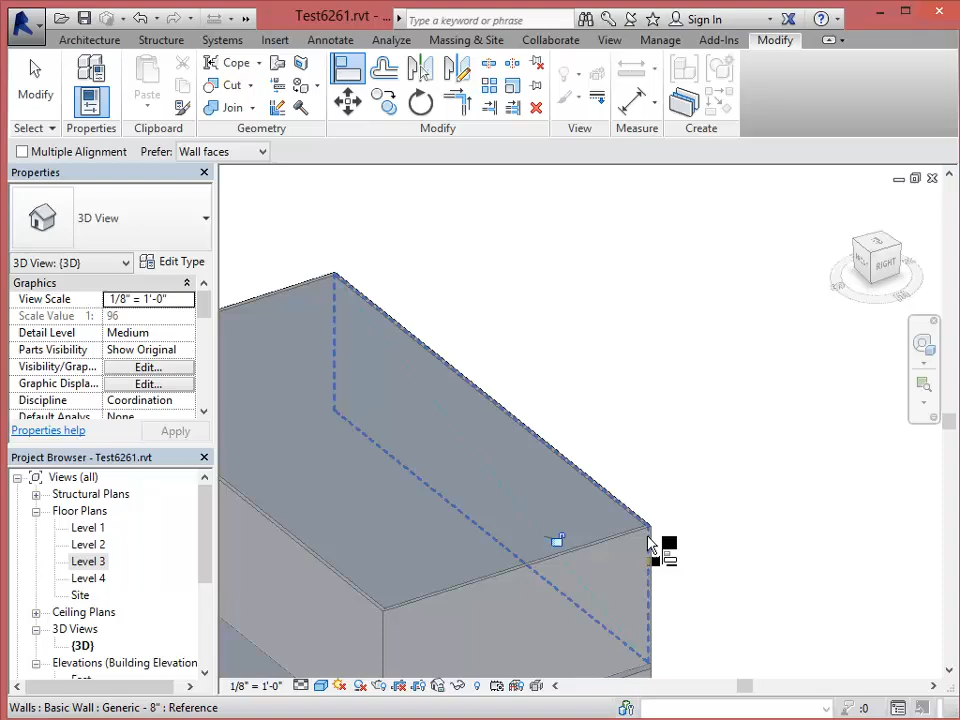 Test6261.rvt - ...
Type a keyword or phrase
Sign In
Architecture Structure Systems Insert Annotate Analyze Massing & Site Collaborate View Manage Add-Ins Modify
Modify
Paste
Cope
Cut
Join
Select Properties Clipboard Geometry Modify View Measure Create
Multiple Alignment Prefer: Wall faces
Properties
3D View
3D View: {3D} Edit Type
Graphics
View Scale 1/8" = 1'-0"
Scale Value 1: 96
Detail Level Medium
Parts Visibility Show Original
Visibility/Grap... Edit...
Graphic Displa... Edit...
Discipline Coordination
Default Analys... None
Properties help Apply
Project Browser - Test6261.rvt
Views (all)
Structural Plans
Floor Plans
Level 1
Level 2
Level 3
Level 4
Site
Ceiling Plans
3D Views
{3D}
Elevations (Building Elevation
East
RIGHT
1/8" = 1'-0"
Walls : Basic Wall : Generic - 8" : Reference
:0